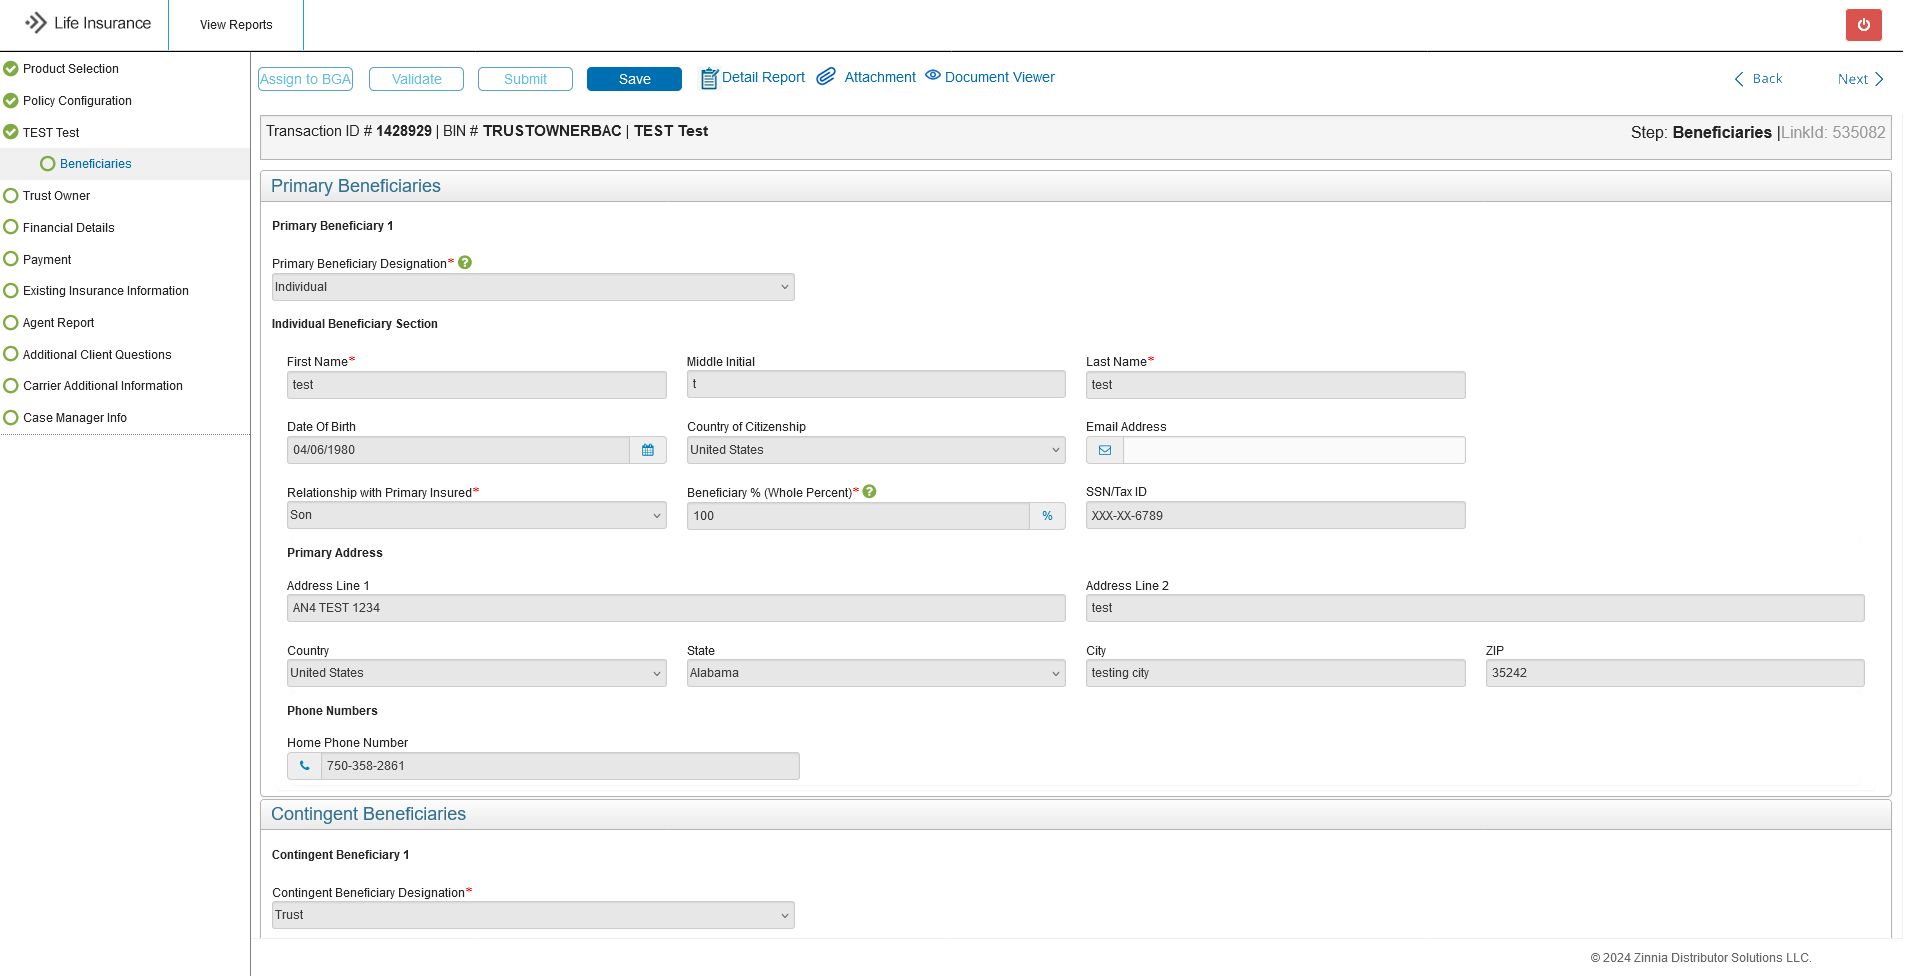 Life Insurance
View Reports
Product Selection
Policy Configuration
TEST Test
Beneficiaries
Trust Owner
Financial Details
Payment
Existing Insurance Information
Agent Report
Additional Client Questions
Carrier Additional Information
Case Manager Info
Assign to BGA Validate Submit Save Detail Report Attachment Document Viewer Back Next
Transaction ID # 1428929 | BIN # TRUSTOWNERBAC | TEST Test Step: Beneficiaries |LinkId: 535082
Primary Beneficiaries
Primary Beneficiary 1
Primary Beneficiary Designation* ?
Individual
Individual Beneficiary Section
First Name* Middle Initial Last Name*
test t test
Date Of Birth Country of Citizenship Email Address
04/06/1980 United States
Relationship with Primary Insured* Beneficiary % (Whole Percent)* ? SSN/Tax ID
Son 100 % XXX-XX-6789
Primary Address
Address Line 1 Address Line 2
AN4 TEST 1234 test
Country State City ZIP
United States Alabama testing city 35242
Phone Numbers
Home Phone Number
750-358-2861
Contingent Beneficiaries
Contingent Beneficiary 1
Contingent Beneficiary Designation*
Trust
© 2024 Zinnia Distributor Solutions LLC.